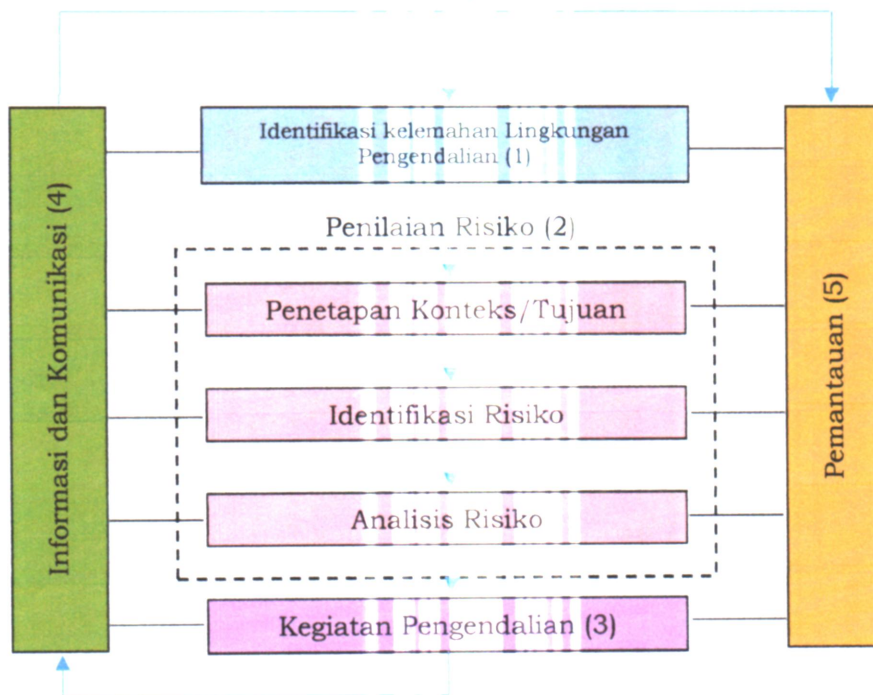 Identifikasi kelemahan Lingkungan
Pengendalian (1)
Penilaian Risiko (2)
Penetapan Konteks/Tujuan
Identifikasi Risiko
Analisis Risiko
Kegiatan Pengendalian (3)
Informasi dan Komunikasi (4)
Pemantauan (5)